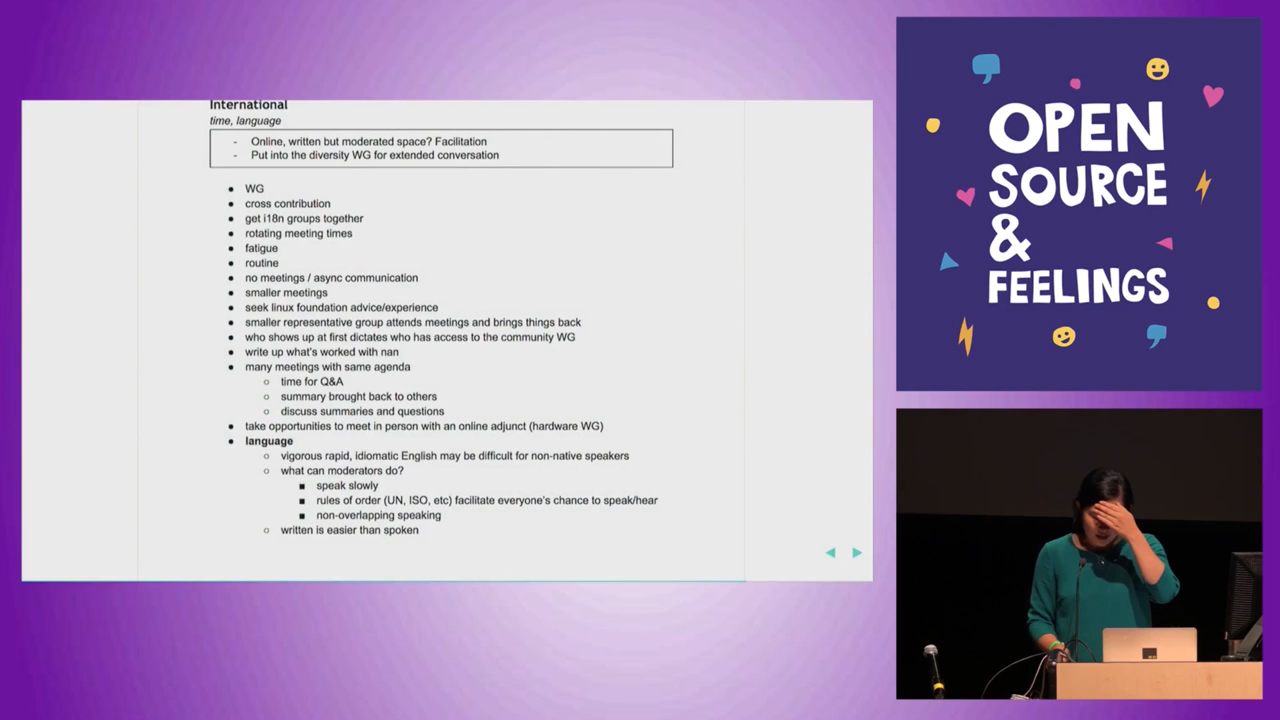 International
time, language
- Online, written but moderated space? Facilitation
- Put into the diversity WG for extended conversation
● WG
● cross contribution
● get i18n groups together
● rotating meeting times
● fatigue
● routine
● no meetings / async communication
● smaller meetings
● seek linux foundation advice/experience
● smaller representative group attends meetings and brings things back
● who shows up at first dictates who has access to the community WG
● write up what's worked with nan
● many meetings with same agenda
○ time for Q&A
○ summary brought back to others
○ discuss summaries and questions
● take opportunities to meet in person with an online adjunct (hardware WG)
● language
○ vigorous rapid, idiomatic English may be difficult for non-native speakers
○ what can moderators do?
■ speak slowly
■ rules of order (UN, ISO, etc) facilitate everyone's chance to speak/hear
■ non-overlapping speaking
○ written is easier than spoken
OPEN
SOURCE
&
FEELINGS